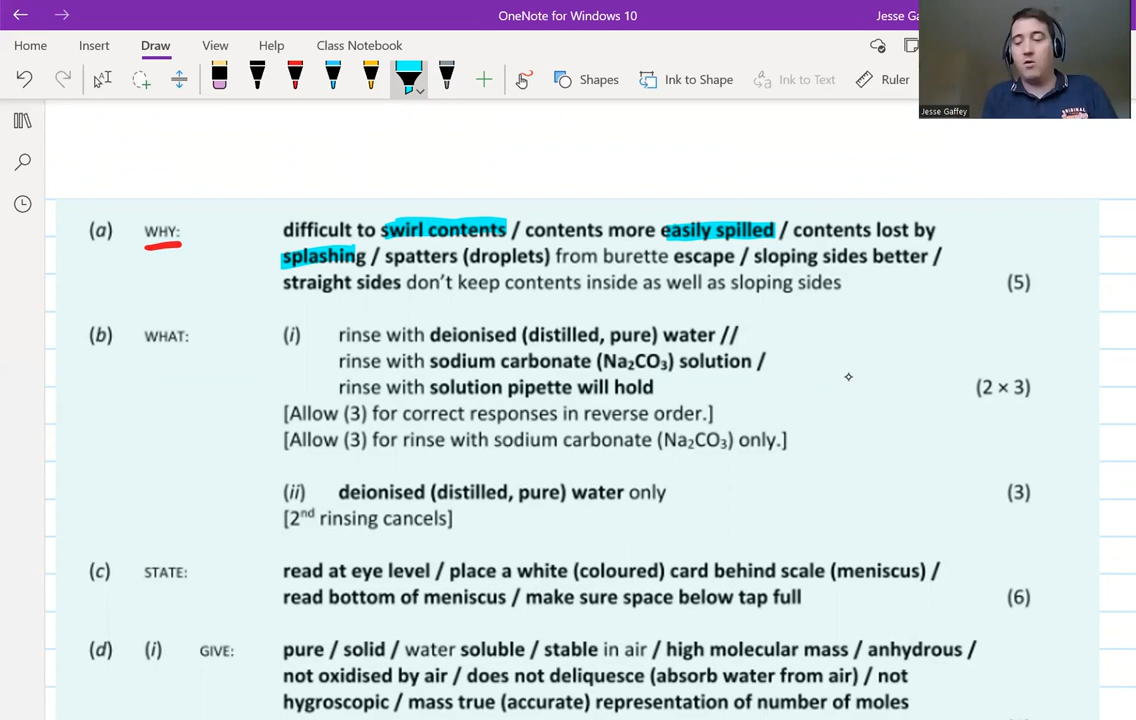 OneNote for Windows 10
Jesse Ga
Home Insert Draw View Help Class Notebook
Shapes Ink to Shape Ink to Text Ruler
Jesse Gaffey
ORIGINAL
(a) WHY: difficult to swirl contents / contents more easily spilled / contents lost by
splashing / spatters (droplets) from burette escape / sloping sides better /
straight sides don't keep contents inside as well as sloping sides (5)
(b) WHAT: (i) rinse with deionised (distilled, pure) water //
rinse with sodium carbonate (Na₂CO₃) solution /
rinse with solution pipette will hold (2 × 3)
[Allow (3) for correct responses in reverse order.]
[Allow (3) for rinse with sodium carbonate (Na₂CO₃) only.]
(ii) deionised (distilled, pure) water only (3)
[2nd rinsing cancels]
(c) STATE: read at eye level / place a white (coloured) card behind scale (meniscus) /
read bottom of meniscus / make sure space below tap full (6)
(d) (i) GIVE: pure / solid / water soluble / stable in air / high molecular mass / anhydrous /
not oxidised by air / does not deliquesce (absorb water from air) / not
hygroscopic / mass true (accurate) representation of number of moles